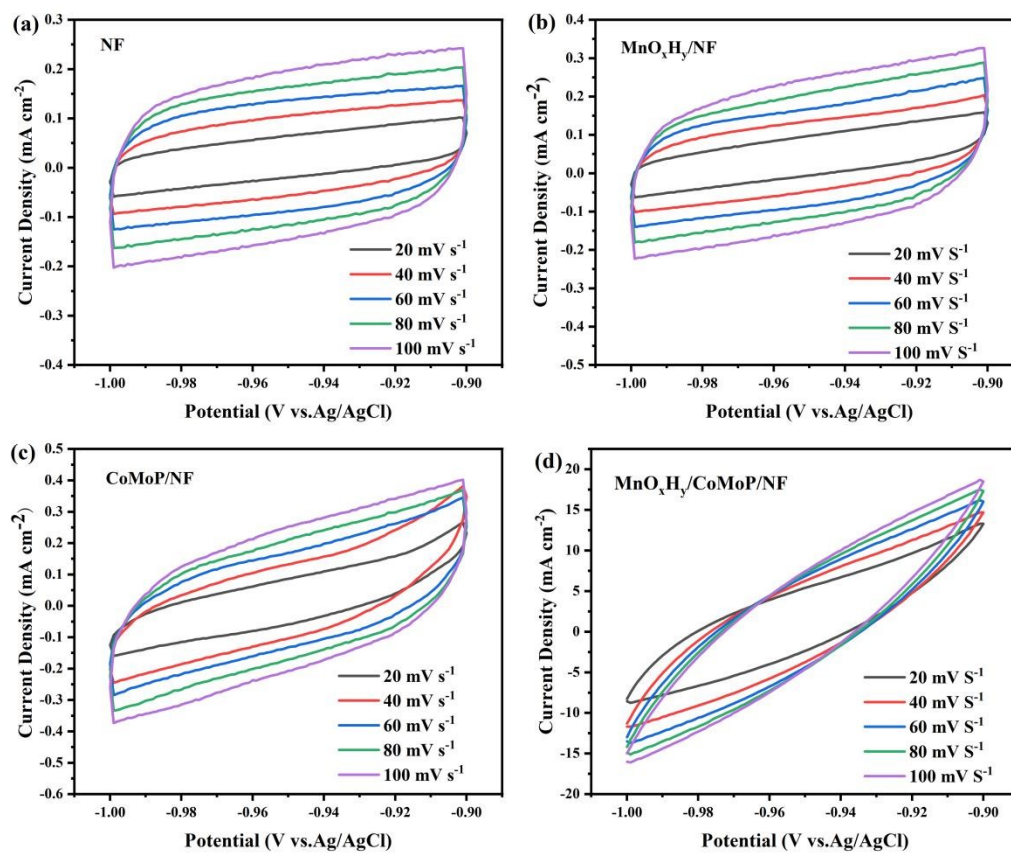 (a)
NF
Current Density (mA cm⁻²)
0.3
0.2
0.1
0.0
-0.1
-0.2
-0.3
-0.4
20 mV s⁻¹
40 mV s⁻¹
60 mV s⁻¹
80 mV s⁻¹
100 mV s⁻¹
-1.00 -0.98 -0.96 -0.94 -0.92 -0.90
Potential (V vs.Ag/AgCl)
(b)
MnOₓHᵧ/NF
Current Density (mA cm⁻²)
0.4
0.3
0.2
0.1
0.0
-0.1
-0.2
-0.3
-0.4
-0.5
20 mV S⁻¹
40 mV S⁻¹
60 mV S⁻¹
80 mV S⁻¹
100 mV S⁻¹
-1.00 -0.98 -0.96 -0.94 -0.92 -0.90
Potential (V vs.Ag/AgCl)
(c)
CoMoP/NF
Current Density (mA cm⁻²)
0.5
0.4
0.3
0.2
0.1
0.0
-0.1
-0.2
-0.3
-0.4
-0.5
-0.6
20 mV s⁻¹
40 mV s⁻¹
60 mV s⁻¹
80 mV s⁻¹
100 mV s⁻¹
-1.00 -0.98 -0.96 -0.94 -0.92 -0.90
Potential (V vs.Ag/AgCl)
(d)
MnOₓHᵧ/CoMoP/NF
Current Density (mA cm⁻²)
20
15
10
5
0
-5
-10
-15
-20
20 mV S⁻¹
40 mV S⁻¹
60 mV S⁻¹
80 mV S⁻¹
100 mV S⁻¹
-1.00 -0.98 -0.96 -0.94 -0.92 -0.90
Potential (V vs.Ag/AgCl)